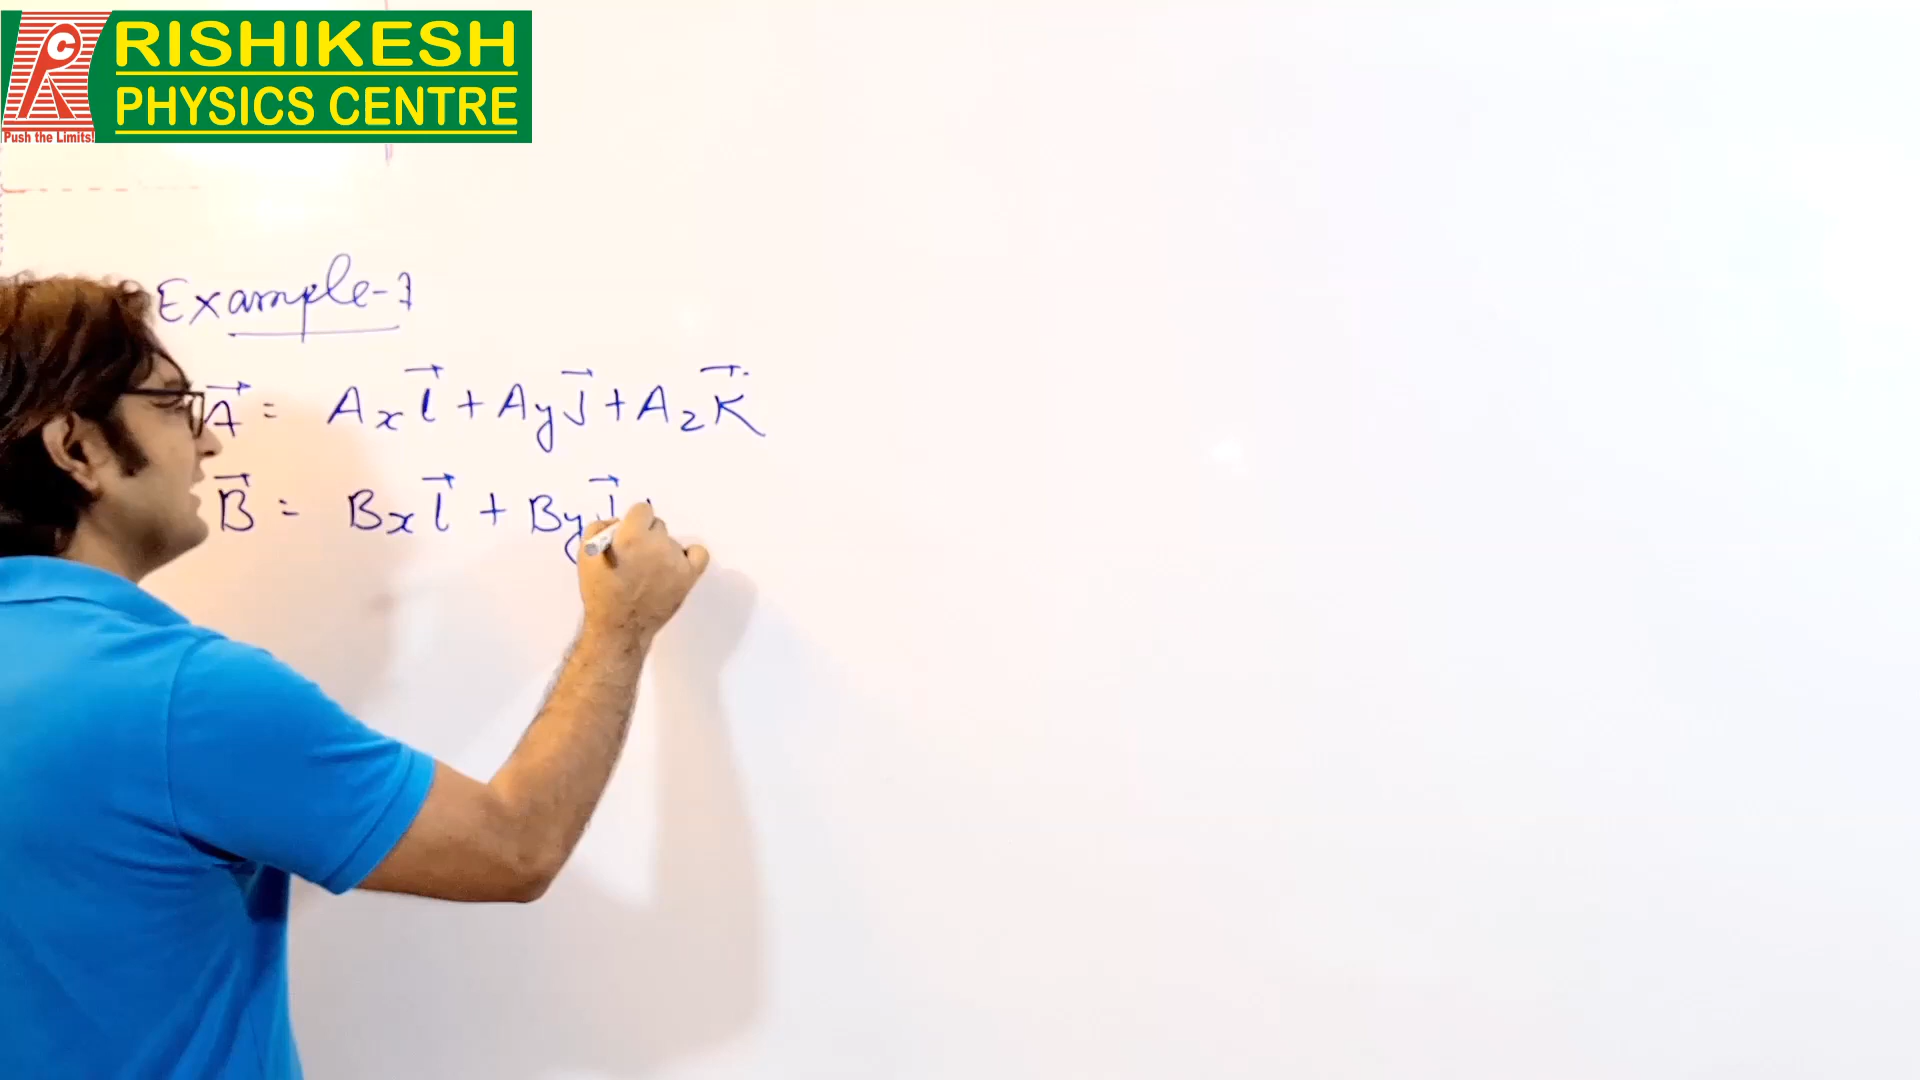 RISHIKESH
PHYSICS CENTRE
Push the Limits!
Example-7
A⃗ = Ax i⃗ + Ay j⃗ + Az K⃗
B⃗ = Bx i⃗ + By j⃗ +